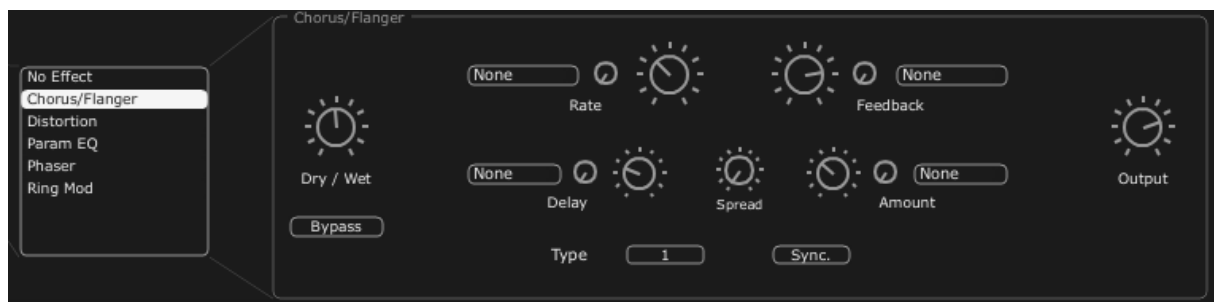 Chorus/Flanger
No Effect
Chorus/Flanger
Distortion
Param EQ
Phaser
Ring Mod
Dry / Wet
Bypass
None
Rate
None
Feedback
None
Delay
Spread
None
Amount
Type
1
Sync.
Output